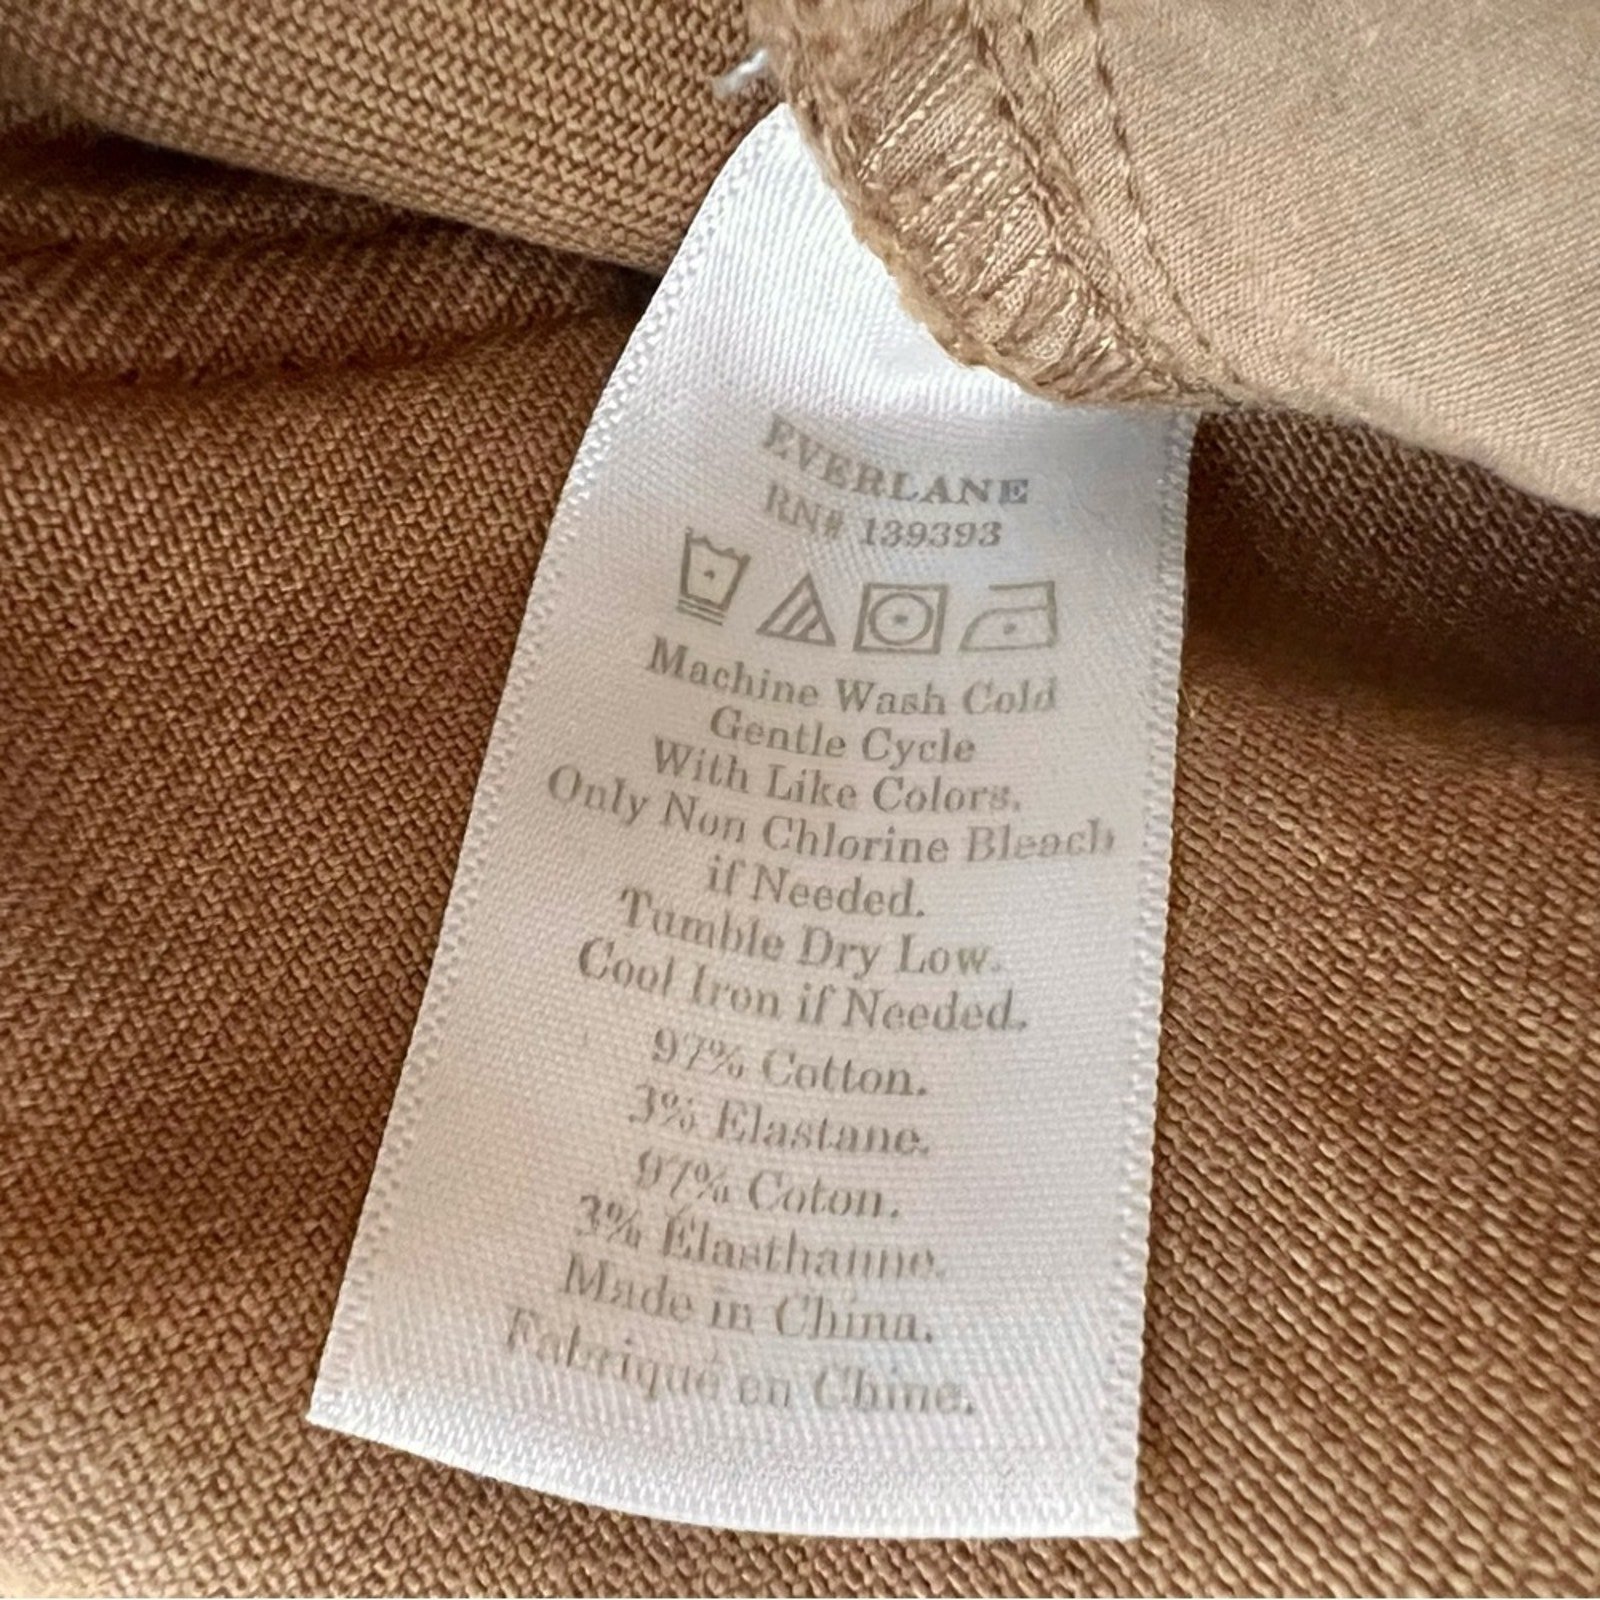 EVERLANE
RN# 139393
Machine Wash Cold
Gentle Cycle
With Like Colors.
Only Non Chlorine Bleach
if Needed.
Tumble Dry Low.
Cool Iron if Needed.
97% Cotton.
3% Elastane.
97% Coton.
3% Elasthanne.
Made in China.
Fabriqué en Chine.